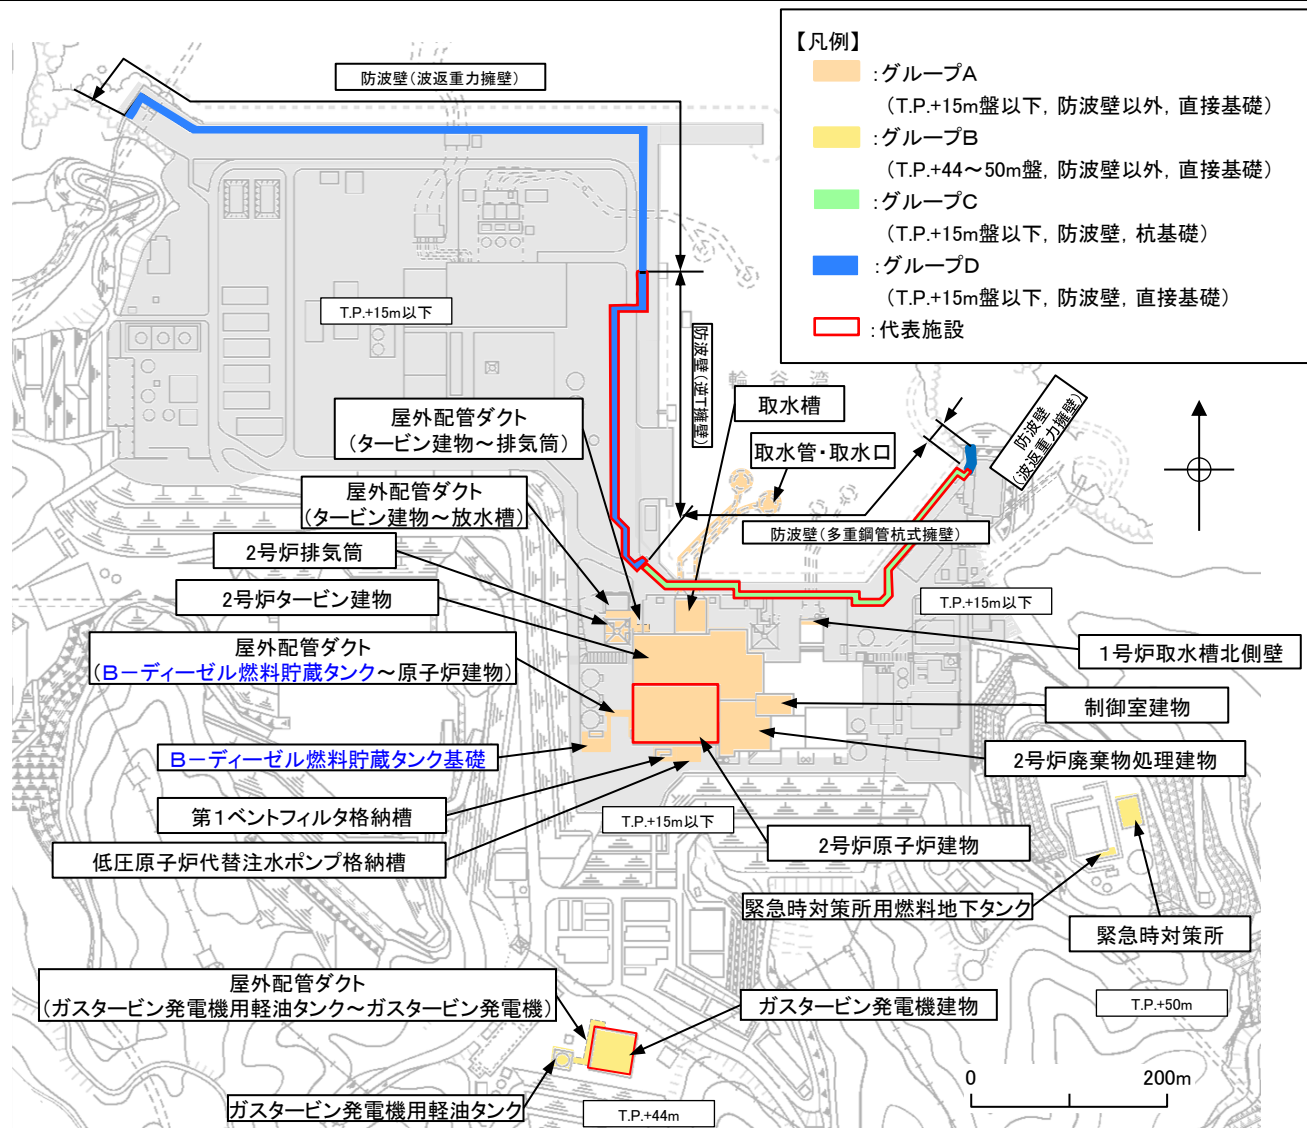 【凡例】
:グループA
(T.P.+15m盤以下, 防波壁以外, 直接基礎)
:グループB
(T.P.+44～50m盤, 防波壁以外, 直接基礎)
:グループC
(T.P.+15m盤以下, 防波壁, 杭基礎)
:グループD
(T.P.+15m盤以下, 防波壁, 直接基礎)
:代表施設
防波壁(波返重力擁壁)
T.P.+15m以下
防波壁(逆T擁壁)
輪谷湾
防波壁
(波返重力擁壁)
取水槽
屋外配管ダクト
(タービン建物～排気筒)
取水管・取水口
屋外配管ダクト
(タービン建物～放水槽)
防波壁(多重鋼管杭式擁壁)
2号炉排気筒
2号炉タービン建物
T.P.+15m以下
屋外配管ダクト
(B－ディーゼル燃料貯蔵タンク～原子炉建物)
1号炉取水槽北側壁
制御室建物
B－ディーゼル燃料貯蔵タンク基礎
2号炉廃棄物処理建物
第1ベントフィルタ格納槽
T.P.+15m以下
2号炉原子炉建物
低圧原子炉代替注水ポンプ格納槽
緊急時対策所用燃料地下タンク
緊急時対策所
屋外配管ダクト
(ガスタービン発電機用軽油タンク～ガスタービン発電機)
ガスタービン発電機建物
T.P.+50m
ガスタービン発電機用軽油タンク
T.P.+44m
0
200m